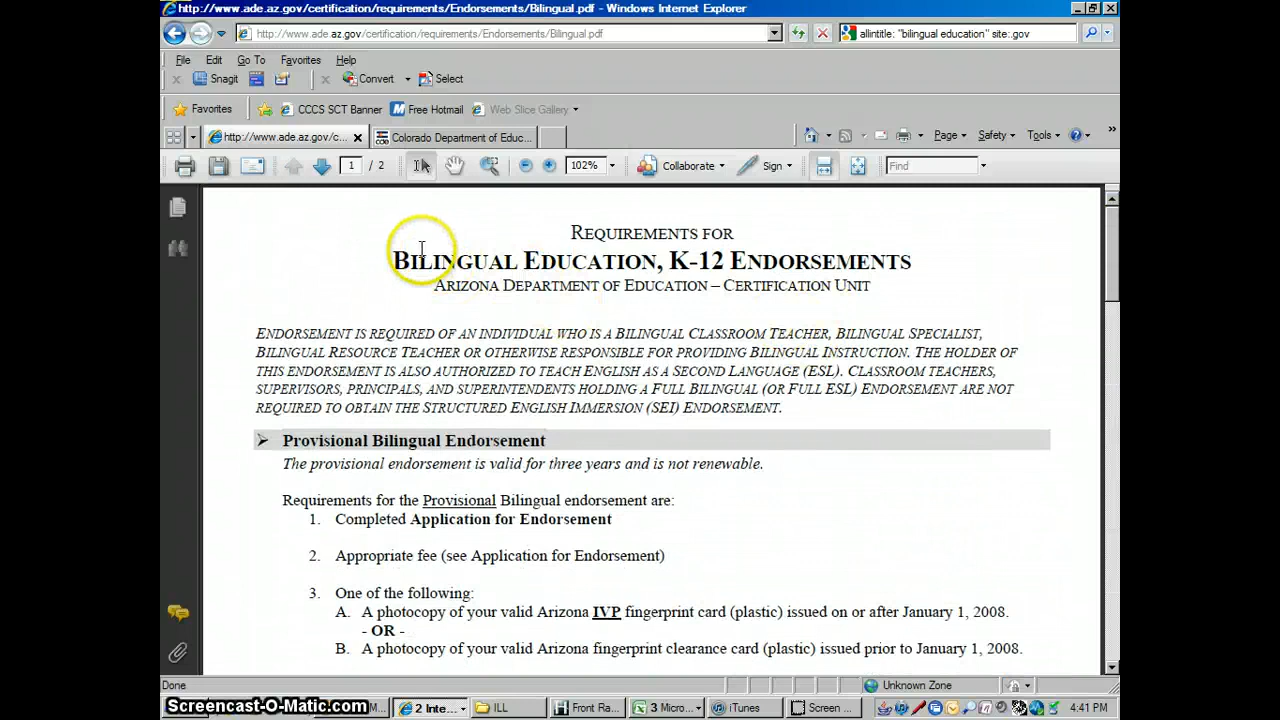 http://www.ade.az.gov/certification/requirements/Endorsements/Bilingual.pdf - Windows Internet Explorer
http://www.ade.az.gov/certification/requirements/Endorsements/Bilingual.pdf
allintitle: "bilingual education" site:.gov
File Edit Go To Favorites Help
Snagit Convert Select
Favorites CCCS SCT Banner Free Hotmail Web Slice Gallery
http://www.ade.az.gov/c... Colorado Department of Educ... Page Safety Tools
1 / 2 102% Collaborate Sign Find
REQUIREMENTS FOR
BILINGUAL EDUCATION, K-12 ENDORSEMENTS
ARIZONA DEPARTMENT OF EDUCATION – CERTIFICATION UNIT
ENDORSEMENT IS REQUIRED OF AN INDIVIDUAL WHO IS A BILINGUAL CLASSROOM TEACHER, BILINGUAL SPECIALIST,
BILINGUAL RESOURCE TEACHER OR OTHERWISE RESPONSIBLE FOR PROVIDING BILINGUAL INSTRUCTION. THE HOLDER OF
THIS ENDORSEMENT IS ALSO AUTHORIZED TO TEACH ENGLISH AS A SECOND LANGUAGE (ESL). CLASSROOM TEACHERS,
SUPERVISORS, PRINCIPALS, AND SUPERINTENDENTS HOLDING A FULL BILINGUAL (OR FULL ESL) ENDORSEMENT ARE NOT
REQUIRED TO OBTAIN THE STRUCTURED ENGLISH IMMERSION (SEI) ENDORSEMENT.
Provisional Bilingual Endorsement
The provisional endorsement is valid for three years and is not renewable.
Requirements for the Provisional Bilingual endorsement are:
1. Completed Application for Endorsement
2. Appropriate fee (see Application for Endorsement)
3. One of the following:
A. A photocopy of your valid Arizona IVP fingerprint card (plastic) issued on or after January 1, 2008.
- OR -
B. A photocopy of your valid Arizona fingerprint clearance card (plastic) issued prior to January 1, 2008.
Done Unknown Zone
Screencast-O-Matic.com 2 Inte... ILL Front Ra... 3 Micro... iTunes Screen ... 4:41 PM